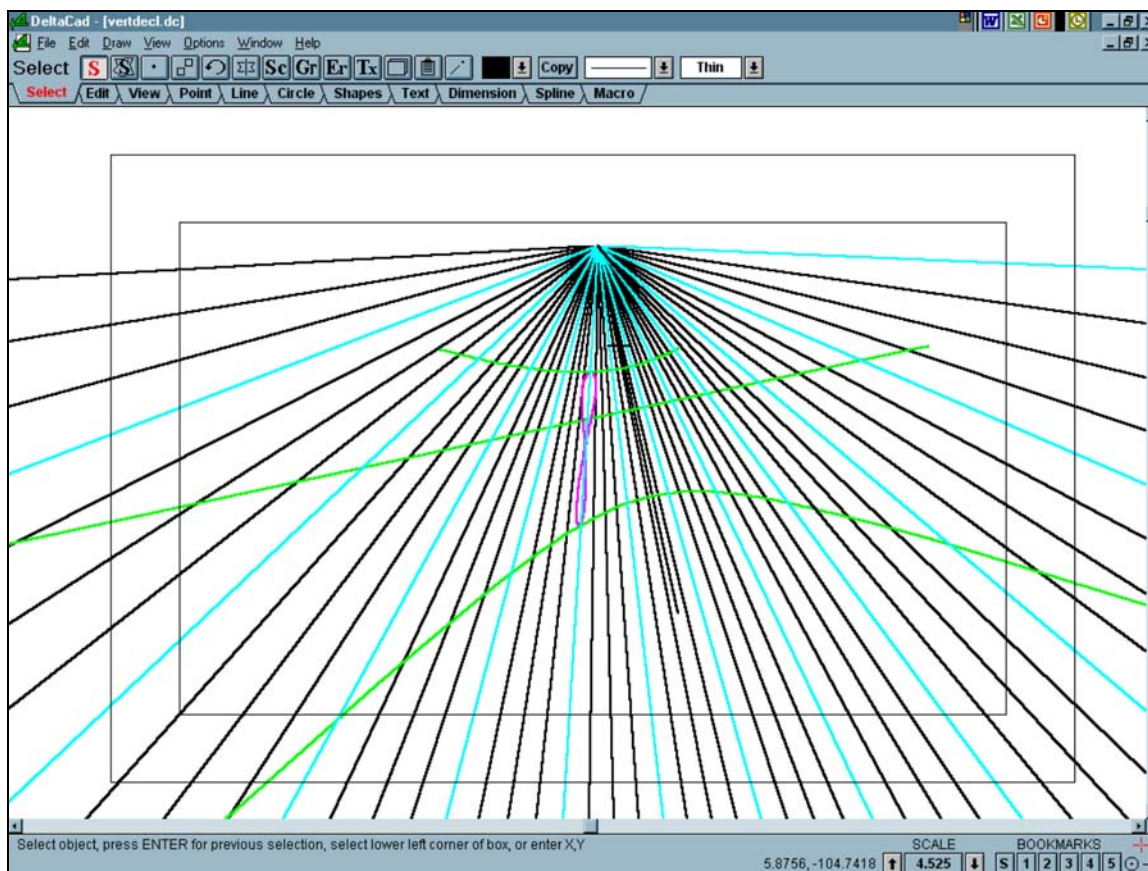 DeltaCad - [vertdecl.dc]
File Edit Draw View Options Window Help
Select S S Sc Gr Er Tx Copy Thin
Select Edit View Point Line Circle Shapes Text Dimension Spline Macro
Select object, press ENTER for previous selection, select lower left corner of box, or enter X,Y
SCALE BOOKMARKS
5.8756, -104.7418 4.525 S 1 2 3 4 5